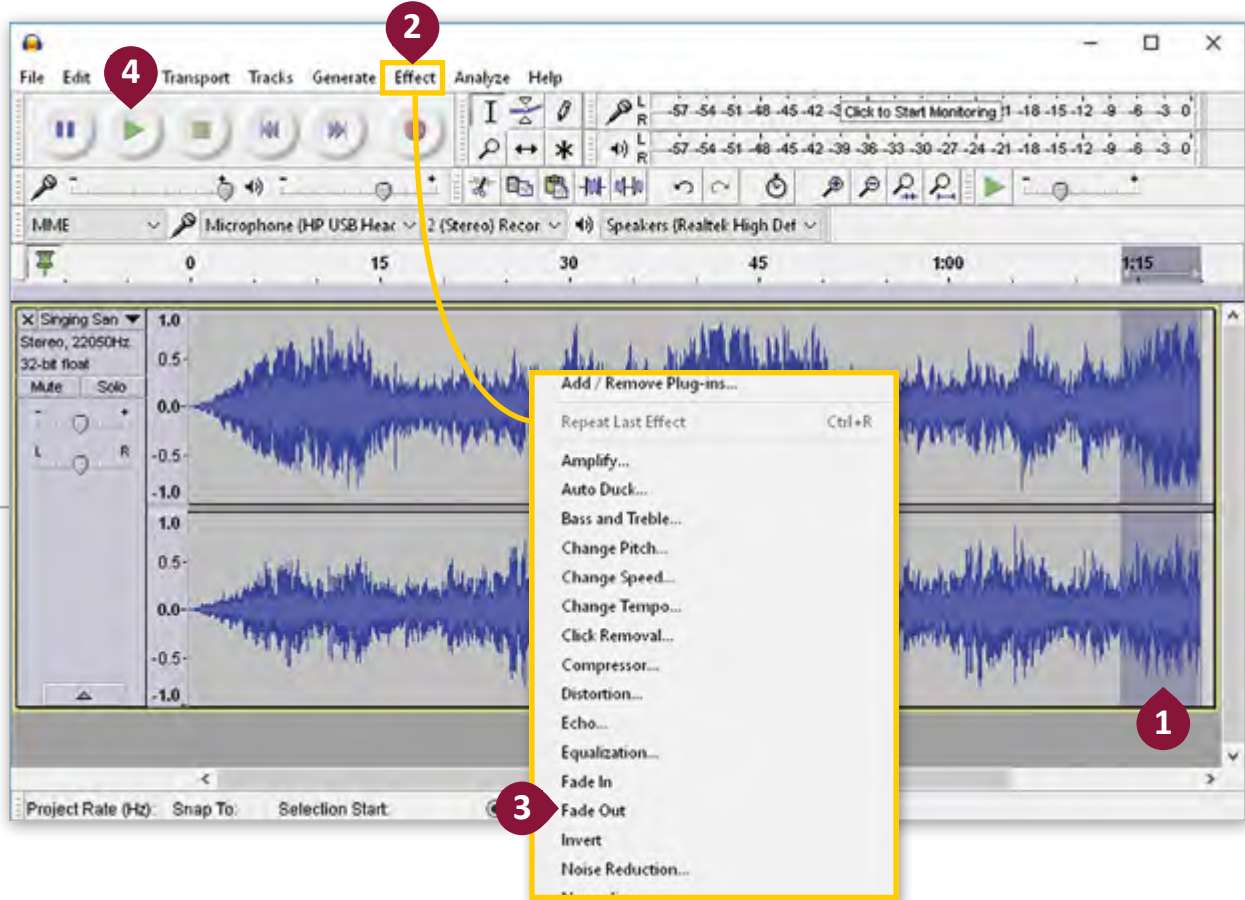 2
File Edit 4 Transport Tracks Generate Effect Analyze Help
L
R
-57 -54 -51 -48 -45 -42 -3 Click to Start Monitoring 1 -18 -15 -12 -9 -6 -3 0
L
R
-57 -54 -51 -48 -45 -42 -39 -36 -33 -30 -27 -24 -21 -18 -15 -12 -9 -6 -3 0
- + - + - +
MME Microphone (HP USB Hear 2 (Stereo) Recor Speakers (Realtek High Def
0 15 30 45 1:00 1:15
X Singing San
Stereo, 22050Hz
32-bit float
Mute Solo
- +
L R
1.0
0.5-
0.0-
-0.5-
-1.0
1.0
0.5-
0.0-
-0.5-
-1.0
1
Add / Remove Plug-ins...
Repeat Last Effect Ctrl+R
Amplify...
Auto Duck...
Bass and Treble...
Change Pitch...
Change Speed...
Change Tempo...
Click Removal...
Compressor...
Distortion...
Echo...
Equalization...
Fade In
3 Fade Out
Invert
Noise Reduction...
Project Rate (Hz): Snap To: Selection Start: